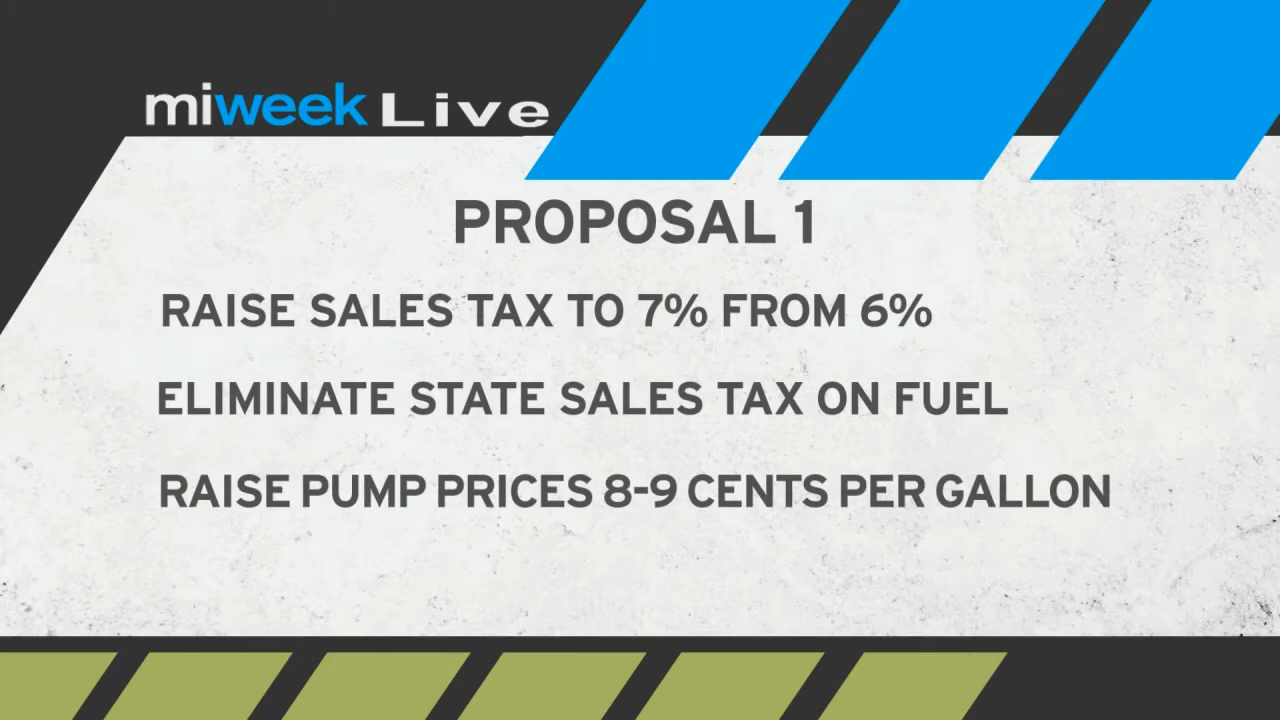 miweek Live
PROPOSAL 1
RAISE SALES TAX TO 7% FROM 6%
ELIMINATE STATE SALES TAX ON FUEL
RAISE PUMP PRICES 8-9 CENTS PER GALLON